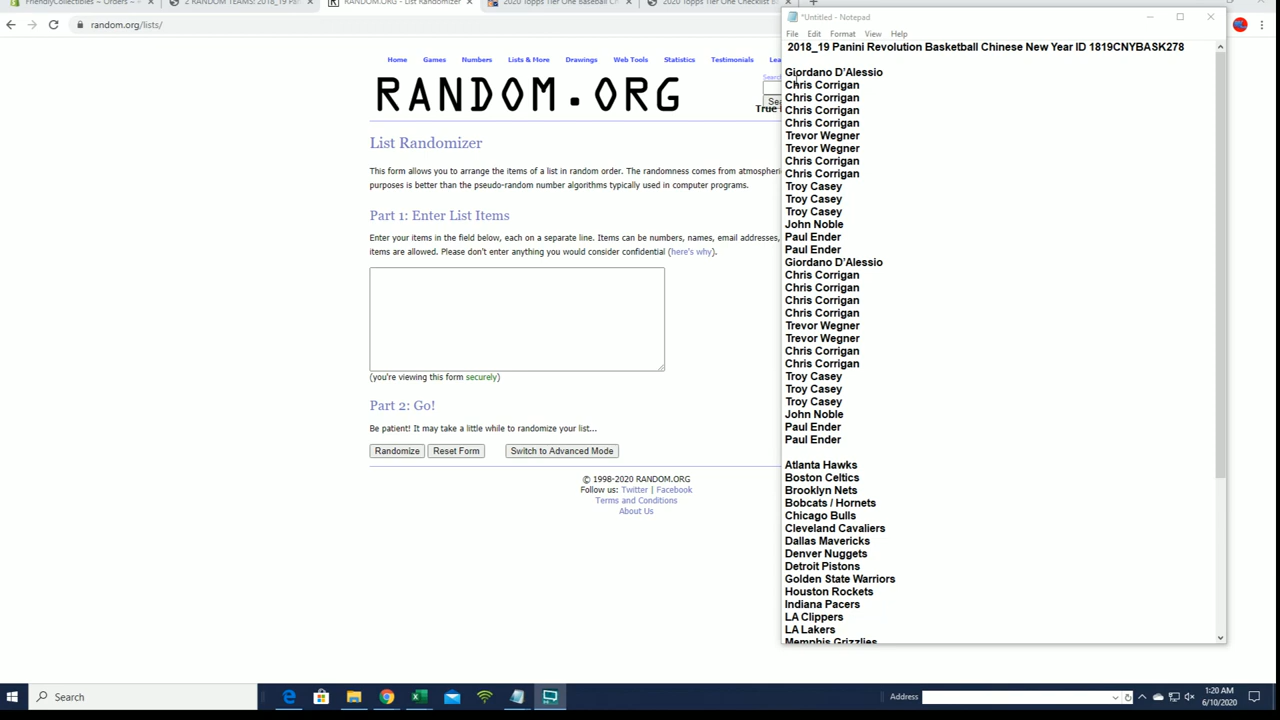 FriendlyCollectibles ~ Orders ~
2 RANDOM TEAMS: 2018_19 Pani
RANDOM.ORG - List Randomizer
2020 Topps Tier One Baseball C
2020 Topps Tier One Checklist B
random.org/lists/
Home Games Numbers Lists & More Drawings Web Tools Statistics Testimonials Lea
Search
RANDOM.ORG
Sea
True
List Randomizer
This form allows you to arrange the items of a list in random order. The randomness comes from atmospheri
purposes is better than the pseudo-random number algorithms typically used in computer programs.
Part 1: Enter List Items
Enter your items in the field below, each on a separate line. Items can be numbers, names, email addresses,
items are allowed. Please don't enter anything you would consider confidential (here's why).
(you're viewing this form securely)
Part 2: Go!
Be patient! It may take a little while to randomize your list...
Randomize Reset Form Switch to Advanced Mode
© 1998-2020 RANDOM.ORG
Follow us: Twitter | Facebook
Terms and Conditions
About Us
*Untitled - Notepad
File Edit Format View Help
2018_19 Panini Revolution Basketball Chinese New Year ID 1819CNYBASK278
Giordano D'Alessio
Chris Corrigan
Chris Corrigan
Chris Corrigan
Chris Corrigan
Trevor Wegner
Trevor Wegner
Chris Corrigan
Chris Corrigan
Troy Casey
Troy Casey
Troy Casey
John Noble
Paul Ender
Paul Ender
Giordano D'Alessio
Chris Corrigan
Chris Corrigan
Chris Corrigan
Chris Corrigan
Trevor Wegner
Trevor Wegner
Chris Corrigan
Chris Corrigan
Troy Casey
Troy Casey
Troy Casey
John Noble
Paul Ender
Paul Ender
Atlanta Hawks
Boston Celtics
Brooklyn Nets
Bobcats / Hornets
Chicago Bulls
Cleveland Cavaliers
Dallas Mavericks
Denver Nuggets
Detroit Pistons
Golden State Warriors
Houston Rockets
Indiana Pacers
LA Clippers
LA Lakers
Memphis Grizzlies
Search
Address
1:20 AM
6/10/2020